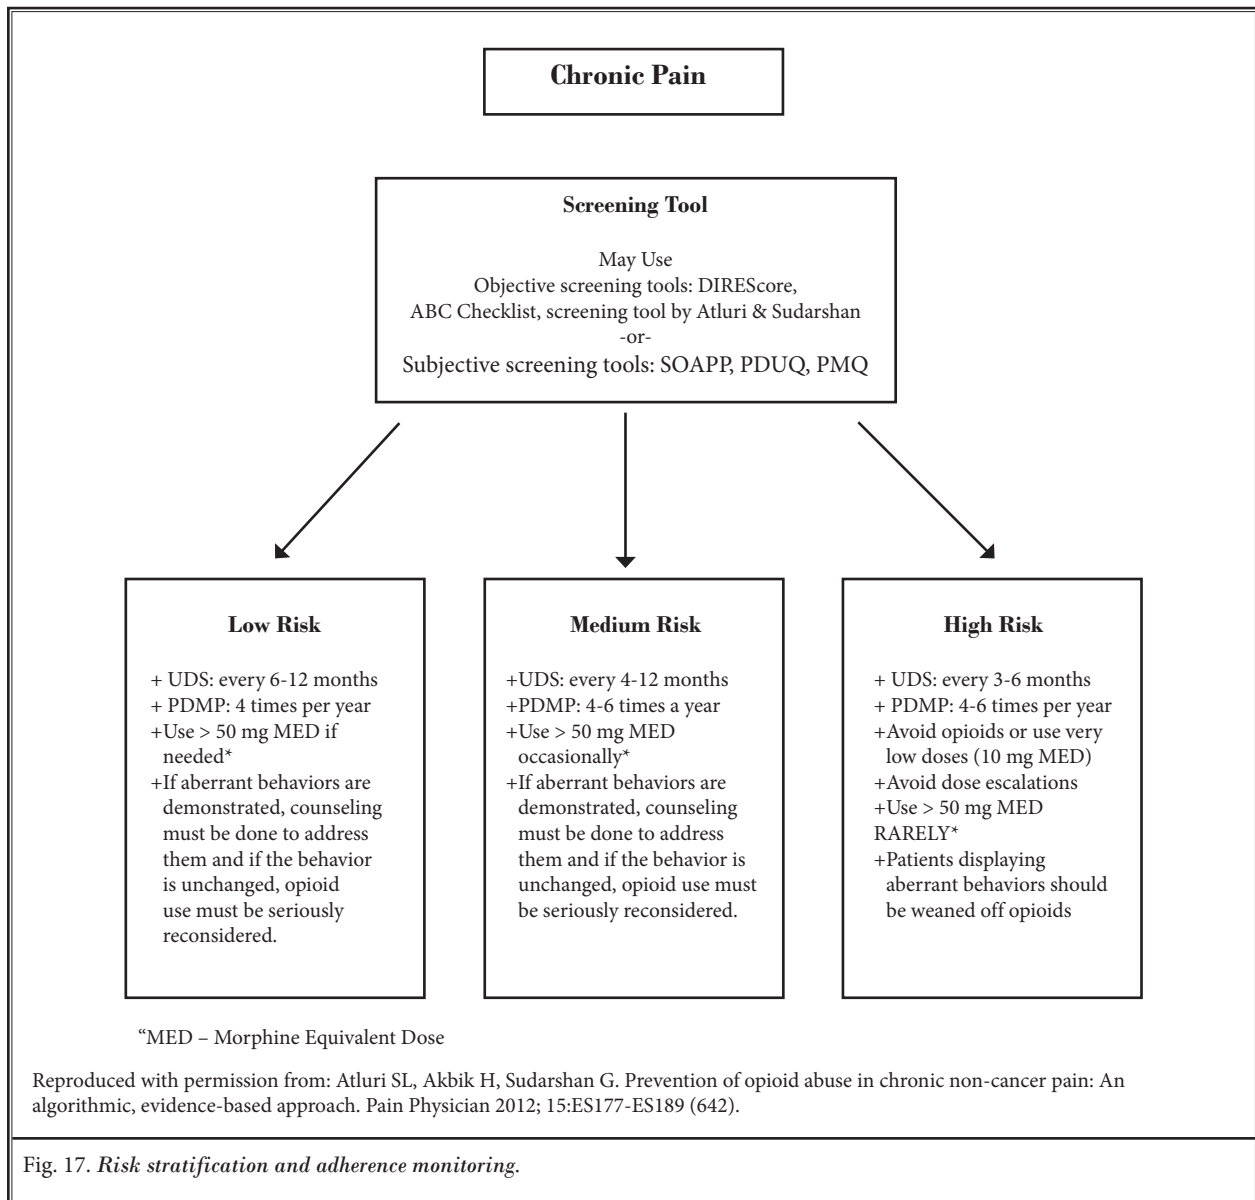 Chronic Pain
Screening Tool
May Use
Objective screening tools: DIREScore,
ABC Checklist, screening tool by Atluri & Sudarshan
-or-
Subjective screening tools: SOAPP, PDUQ, PMQ
Low Risk
+ UDS: every 6-12 months
+ PDMP: 4 times per year
+Use > 50 mg MED if
needed*
+If aberrant behaviors are
demonstrated, counseling
must be done to address
them and if the behavior
is unchanged, opioid
use must be seriously
reconsidered.
Medium Risk
+UDS: every 4-12 months
+PDMP: 4-6 times a year
+Use > 50 mg MED
occasionally*
+If aberrant behaviors are
demonstrated, counseling
must be done to address
them and if the behavior is
unchanged, opioid use must
be seriously reconsidered.
High Risk
+ UDS: every 3-6 months
+ PDMP: 4-6 times per year
+Avoid opioids or use very
low doses (10 mg MED)
+Avoid dose escalations
+Use > 50 mg MED
RARELY*
+Patients displaying
aberrant behaviors should
be weaned off opioids
“MED – Morphine Equivalent Dose
Reproduced with permission from: Atluri SL, Akbik H, Sudarshan G. Prevention of opioid abuse in chronic non-cancer pain: An
algorithmic, evidence-based approach. Pain Physician 2012; 15:ES177-ES189 (642).
Fig. 17. Risk stratification and adherence monitoring.